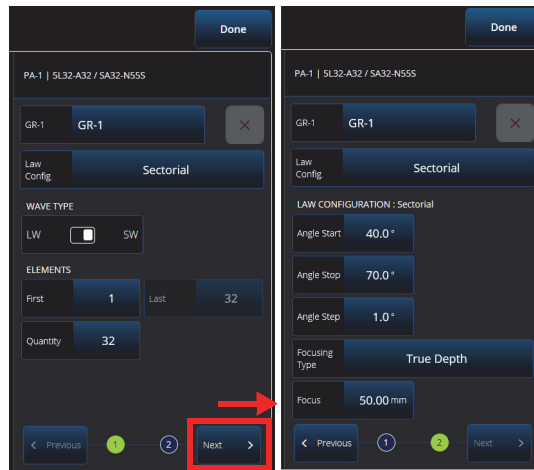 Done
PA-1 | 5L32-A32 / SA32-N55S
GR-1 GR-1 ×
Law Config. Sectorial
WAVE TYPE
LW SW
ELEMENTS
First 1 Last 32
Quantity 32
< Previous 1 2 Next >
Done
PA-1 | 5L32-A32 / SA32-N55S
GR-1 GR-1 ×
Law Config. Sectorial
LAW CONFIGURATION : Sectorial
Angle Start 40.0 °
Angle Stop 70.0 °
Angle Step 1.0 °
Focusing Type True Depth
Focus 50.00 mm
< Previous 1 2 Next >